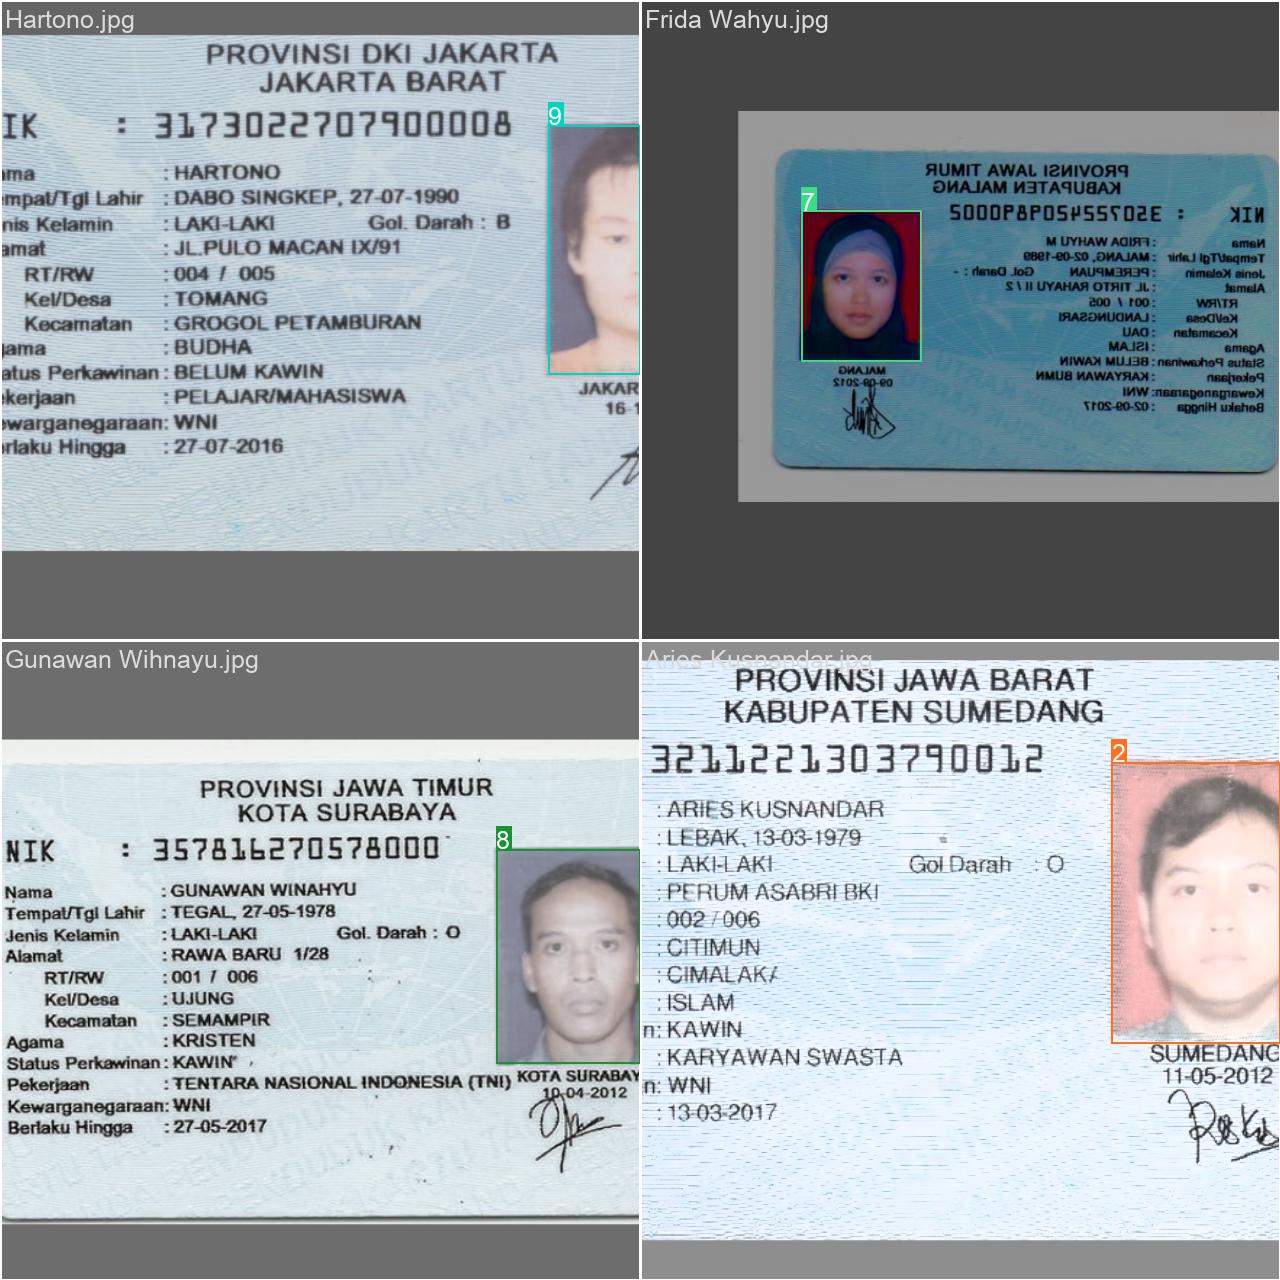 Hartono.jpg
PROVINSI DKI JAKARTA
JAKARTA BARAT
IK : 3173022707900008
ama : HARTONO
empat/Tgl Lahir : DABO SINGKEP, 27-07-1990
nis Kelamin : LAKI-LAKI Gol. Darah : B
amat : JL.PULO MACAN IX/91
RT/RW : 004 / 005
Kel/Desa : TOMANG
Kecamatan : GROGOL PETAMBURAN
gama : BUDHA
atus Perkawinan : BELUM KAWIN
ekerjaan : PELAJAR/MAHASISWA
ewarganegaraan: WNI
erlaku Hingga : 27-07-2016
9
JAKAR
16-1
Frida Wahyu.jpg
PROVINSI JAWA TIMUR
KABUPATEN MALANG
NIK :
Nama : FRIDA WAHYU M
Tempat/Tgl Lahir : MALANG, 02-09-1989
Jenis Kelamin : PEREMPUAN Gol. Darah : -
Alamat : JL TIRTO RAHAYU II / 2
RT/RW : 001 / 005
Kel/Desa : LANDUNGSARI
Kecamatan : DAU
Agama : ISLAM
Status Perkawinan: BELUM KAWIN
Pekerjaan : KARYAWAN BUMN
Kewarganegaraan: WNI
Berlaku Hingga : 02-09-2017
7
MALANG
09-09-2012
Gunawan Wihnayu.jpg
PROVINSI JAWA TIMUR
KOTA SURABAYA
NIK : 357816270578000
Nama : GUNAWAN WINAHYU
Tempat/Tgl Lahir : TEGAL, 27-05-1978
Jenis Kelamin : LAKI-LAKI Gol. Darah : O
Alamat : RAWA BARU 1/28
RT/RW : 001 / 006
Kel/Desa : UJUNG
Kecamatan : SEMAMPIR
Agama : KRISTEN
Status Perkawinan : KAWIN
Pekerjaan : TENTARA NASIONAL INDONESIA (TNI)
Kewarganegaraan: WNI
Berlaku Hingga : 27-05-2017
8
KOTA SURABAY
10-04-2012
Aries Kusnandar.jpg
PROVINSI JAWA BARAT
KABUPATEN SUMEDANG
3211221303790012
: ARIES KUSNANDAR
: LEBAK, 13-03-1979
: LAKI-LAKI Gol Darah : O
: PERUM ASABRI BKI
: 002 / 006
: CITIMUN
: CIMALAKA
: ISLAM
n: KAWIN
: KARYAWAN SWASTA
n: WNI
: 13-03-2017
2
SUMEDANG
11-05-2012